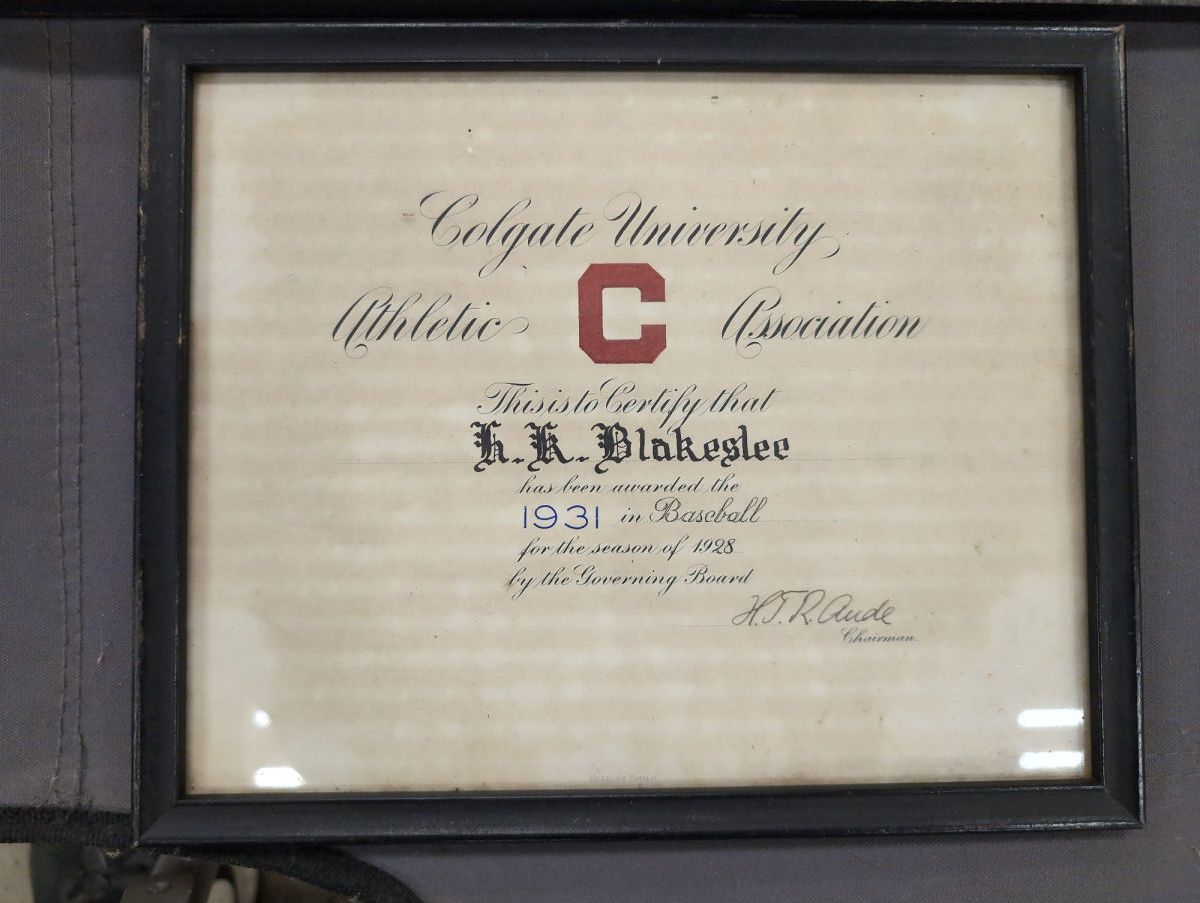 Colgate University
Athletic C Association
This is to Certify that
H. K. Blakeslee
has been awarded the
1931 in Baseball
for the season of 1928
by the Governing Board
H.T.R. Aude
Chairman.